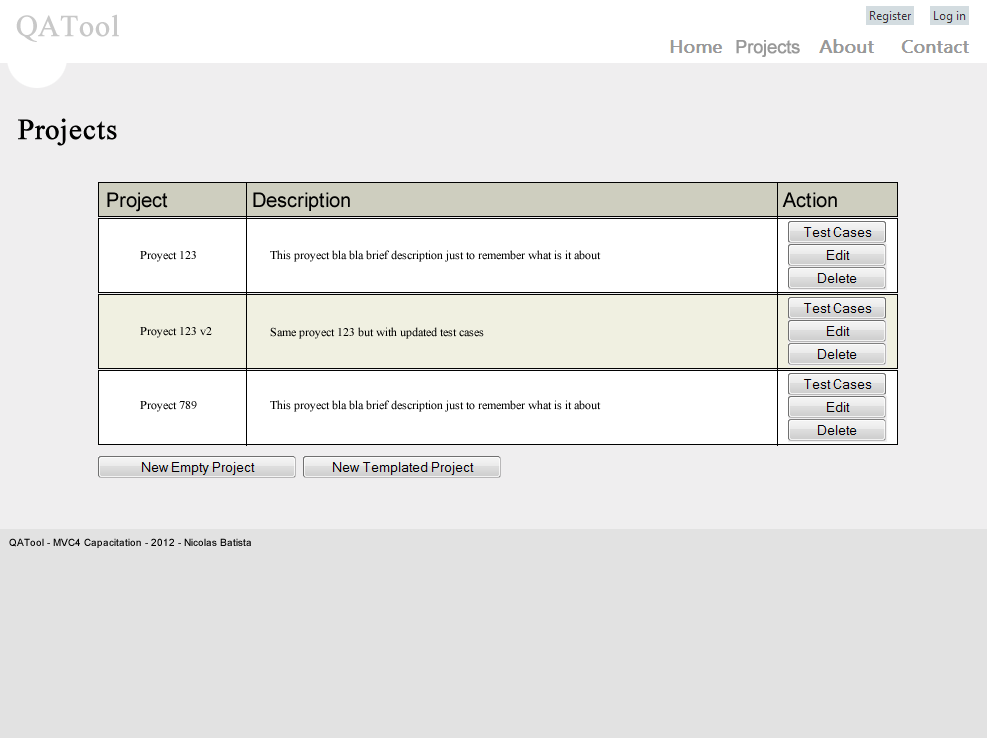 QATool
Register Log in
Home Projects About Contact
Projects
Project Description Action
Proyect 123 This proyect bla bla brief description just to remember what is it about Test Cases
Edit
Delete
Proyect 123 v2 Same proyect 123 but with updated test cases Test Cases
Edit
Delete
Proyect 789 This proyect bla bla brief description just to remember what is it about Test Cases
Edit
Delete
New Empty Project New Templated Project
QATool - MVC4 Capacitation - 2012 - Nicolas Batista